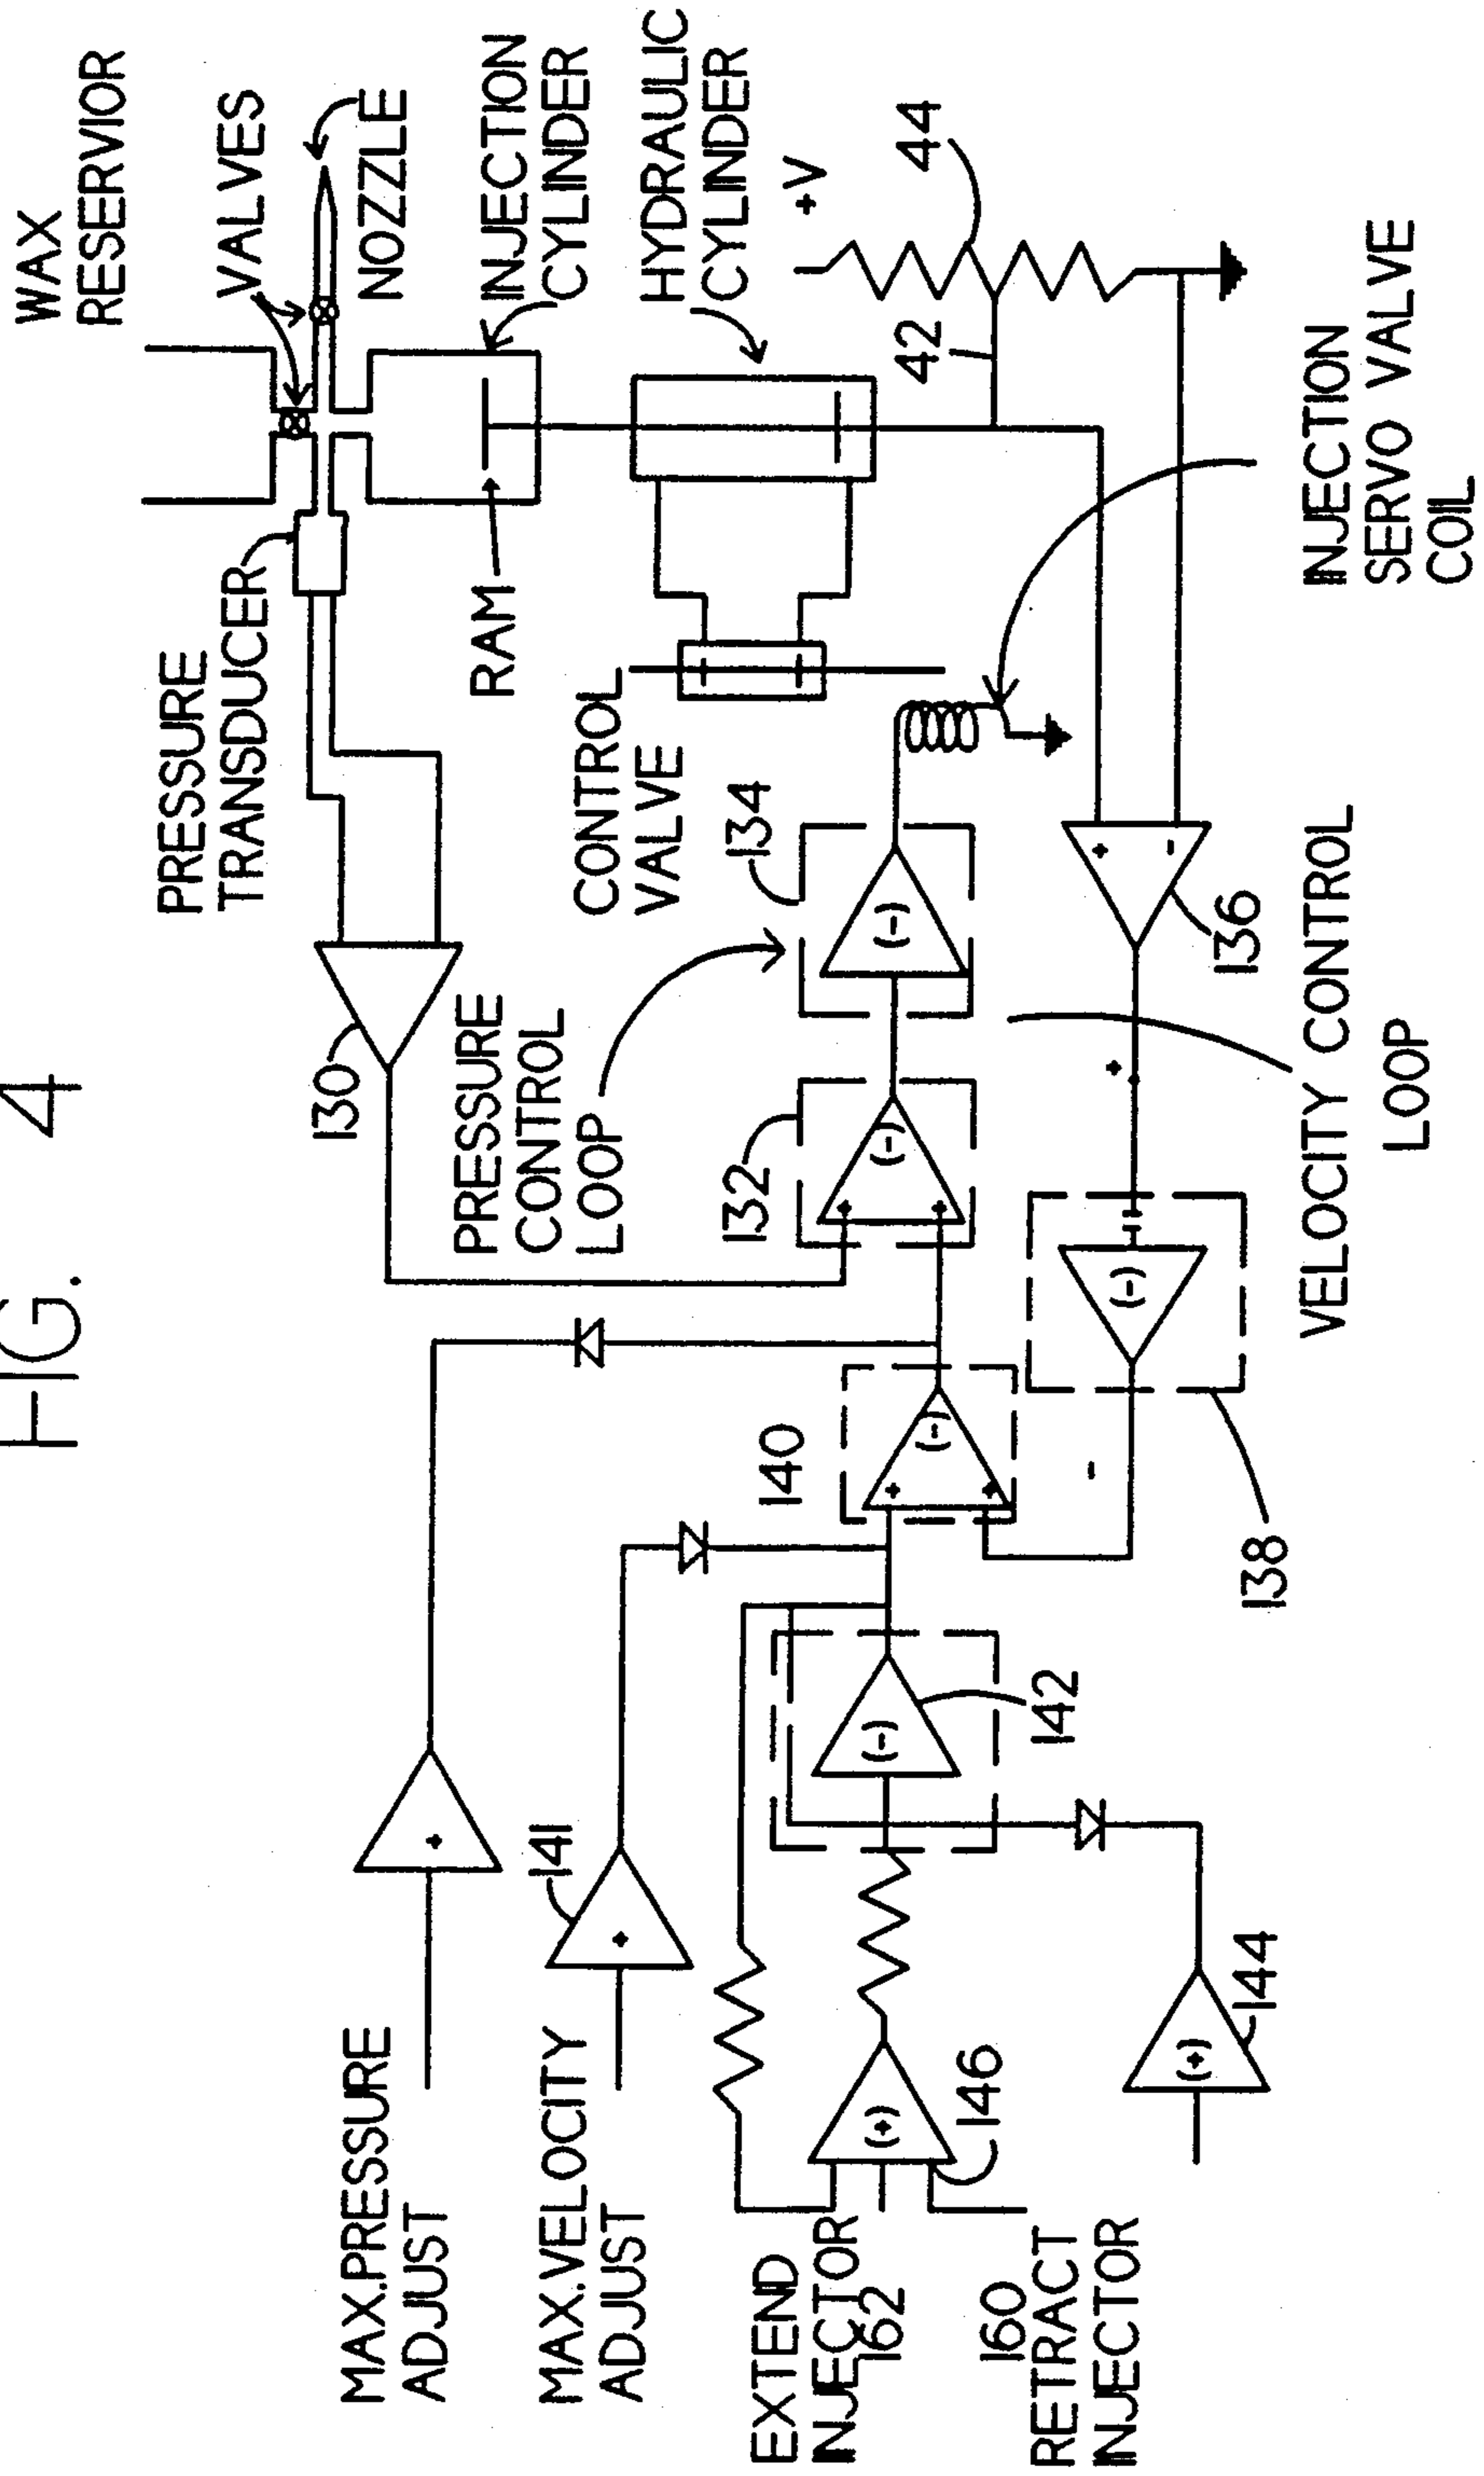 FIG. 4
WAX
RESERVIOR
VALVES
NOZZLE
PRESSURE
TRANSDUCER
INJECTION
CYLINDER
RAM
HYDRAULIC
CYLINDER
CONTROL
VALVE
+V
44
42
130
PRESSURE
CONTROL
LOOP
132
(-)
+
+
134
(-)
INJECTION
SERVO VALVE
COIL
136
+
-
+
VELOCITY CONTROL
LOOP
138
(-)
-
140
(-)
+
+
MAX.PRESSURE
ADJUST
+
MAX.VELOCITY
ADJUST
141
+
142
(-)
EXTEND
INJECTOR
162
146
(+)
160
RETRACT
INJECTOR
144
(+)